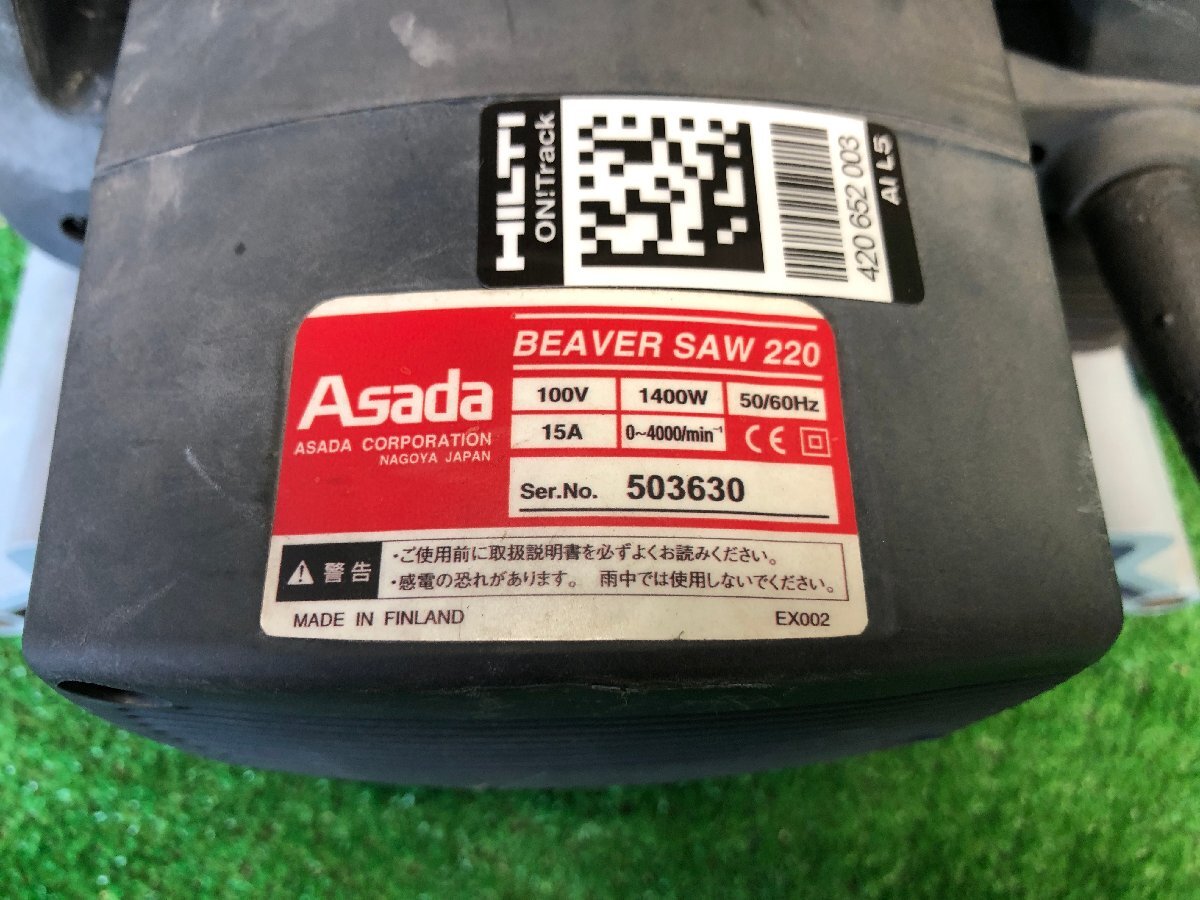 HILTI
ON!Track
420 652 003
AI L5
Asada
ASADA CORPORATION
NAGOYA JAPAN
BEAVER SAW 220
100V 1400W 50/60Hz
15A 0~4000/min⁻¹ CE
Ser.No. 503630
警告
・ご使用前に取扱説明書を必ずよくお読みください。
・感電の恐れがあります。 雨中では使用しないでください。
MADE IN FINLAND EX002